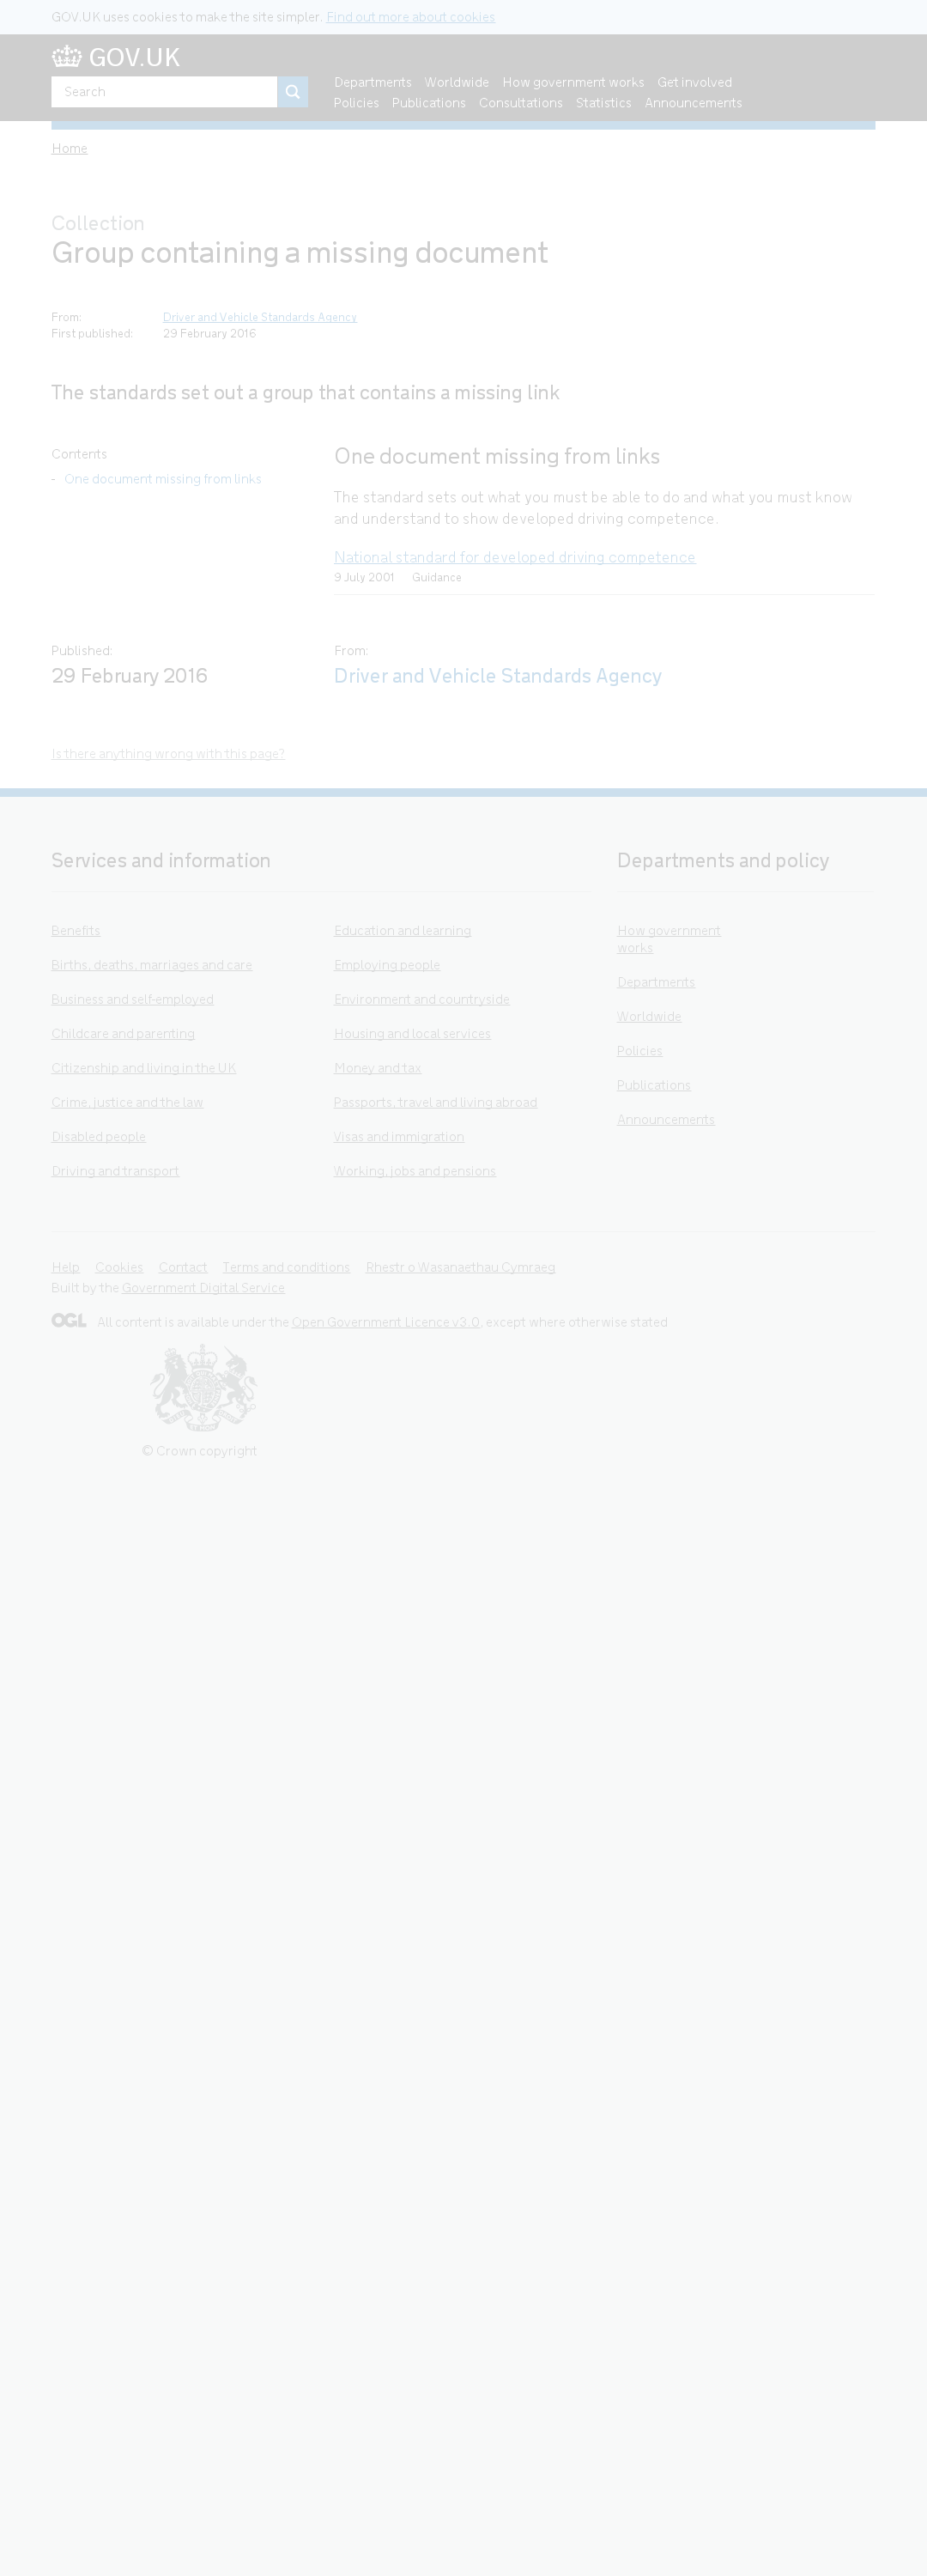 GOV.UK uses cookies to make the site simpler. Find out more about cookies
GOV.UK
Search
Departments Worldwide How government works Get involved
Policies Publications Consultations Statistics Announcements
Home
Collection
Group containing a missing document
From: Driver and Vehicle Standards Agency
First published: 29 February 2016
The standards set out a group that contains a missing link
Contents
- One document missing from links
One document missing from links
The standard sets out what you must be able to do and what you must know
and understand to show developed driving competence.
National standard for developed driving competence
9 July 2001 Guidance
Published:
29 February 2016
From:
Driver and Vehicle Standards Agency
Is there anything wrong with this page?
Services and information
Benefits
Births, deaths, marriages and care
Business and self-employed
Childcare and parenting
Citizenship and living in the UK
Crime, justice and the law
Disabled people
Driving and transport
Education and learning
Employing people
Environment and countryside
Housing and local services
Money and tax
Passports, travel and living abroad
Visas and immigration
Working, jobs and pensions
Departments and policy
How government
works
Departments
Worldwide
Policies
Publications
Announcements
Help Cookies Contact Terms and conditions Rhestr o Wasanaethau Cymraeg
Built by the Government Digital Service
OGL All content is available under the Open Government Licence v3.0, except where otherwise stated
© Crown copyright